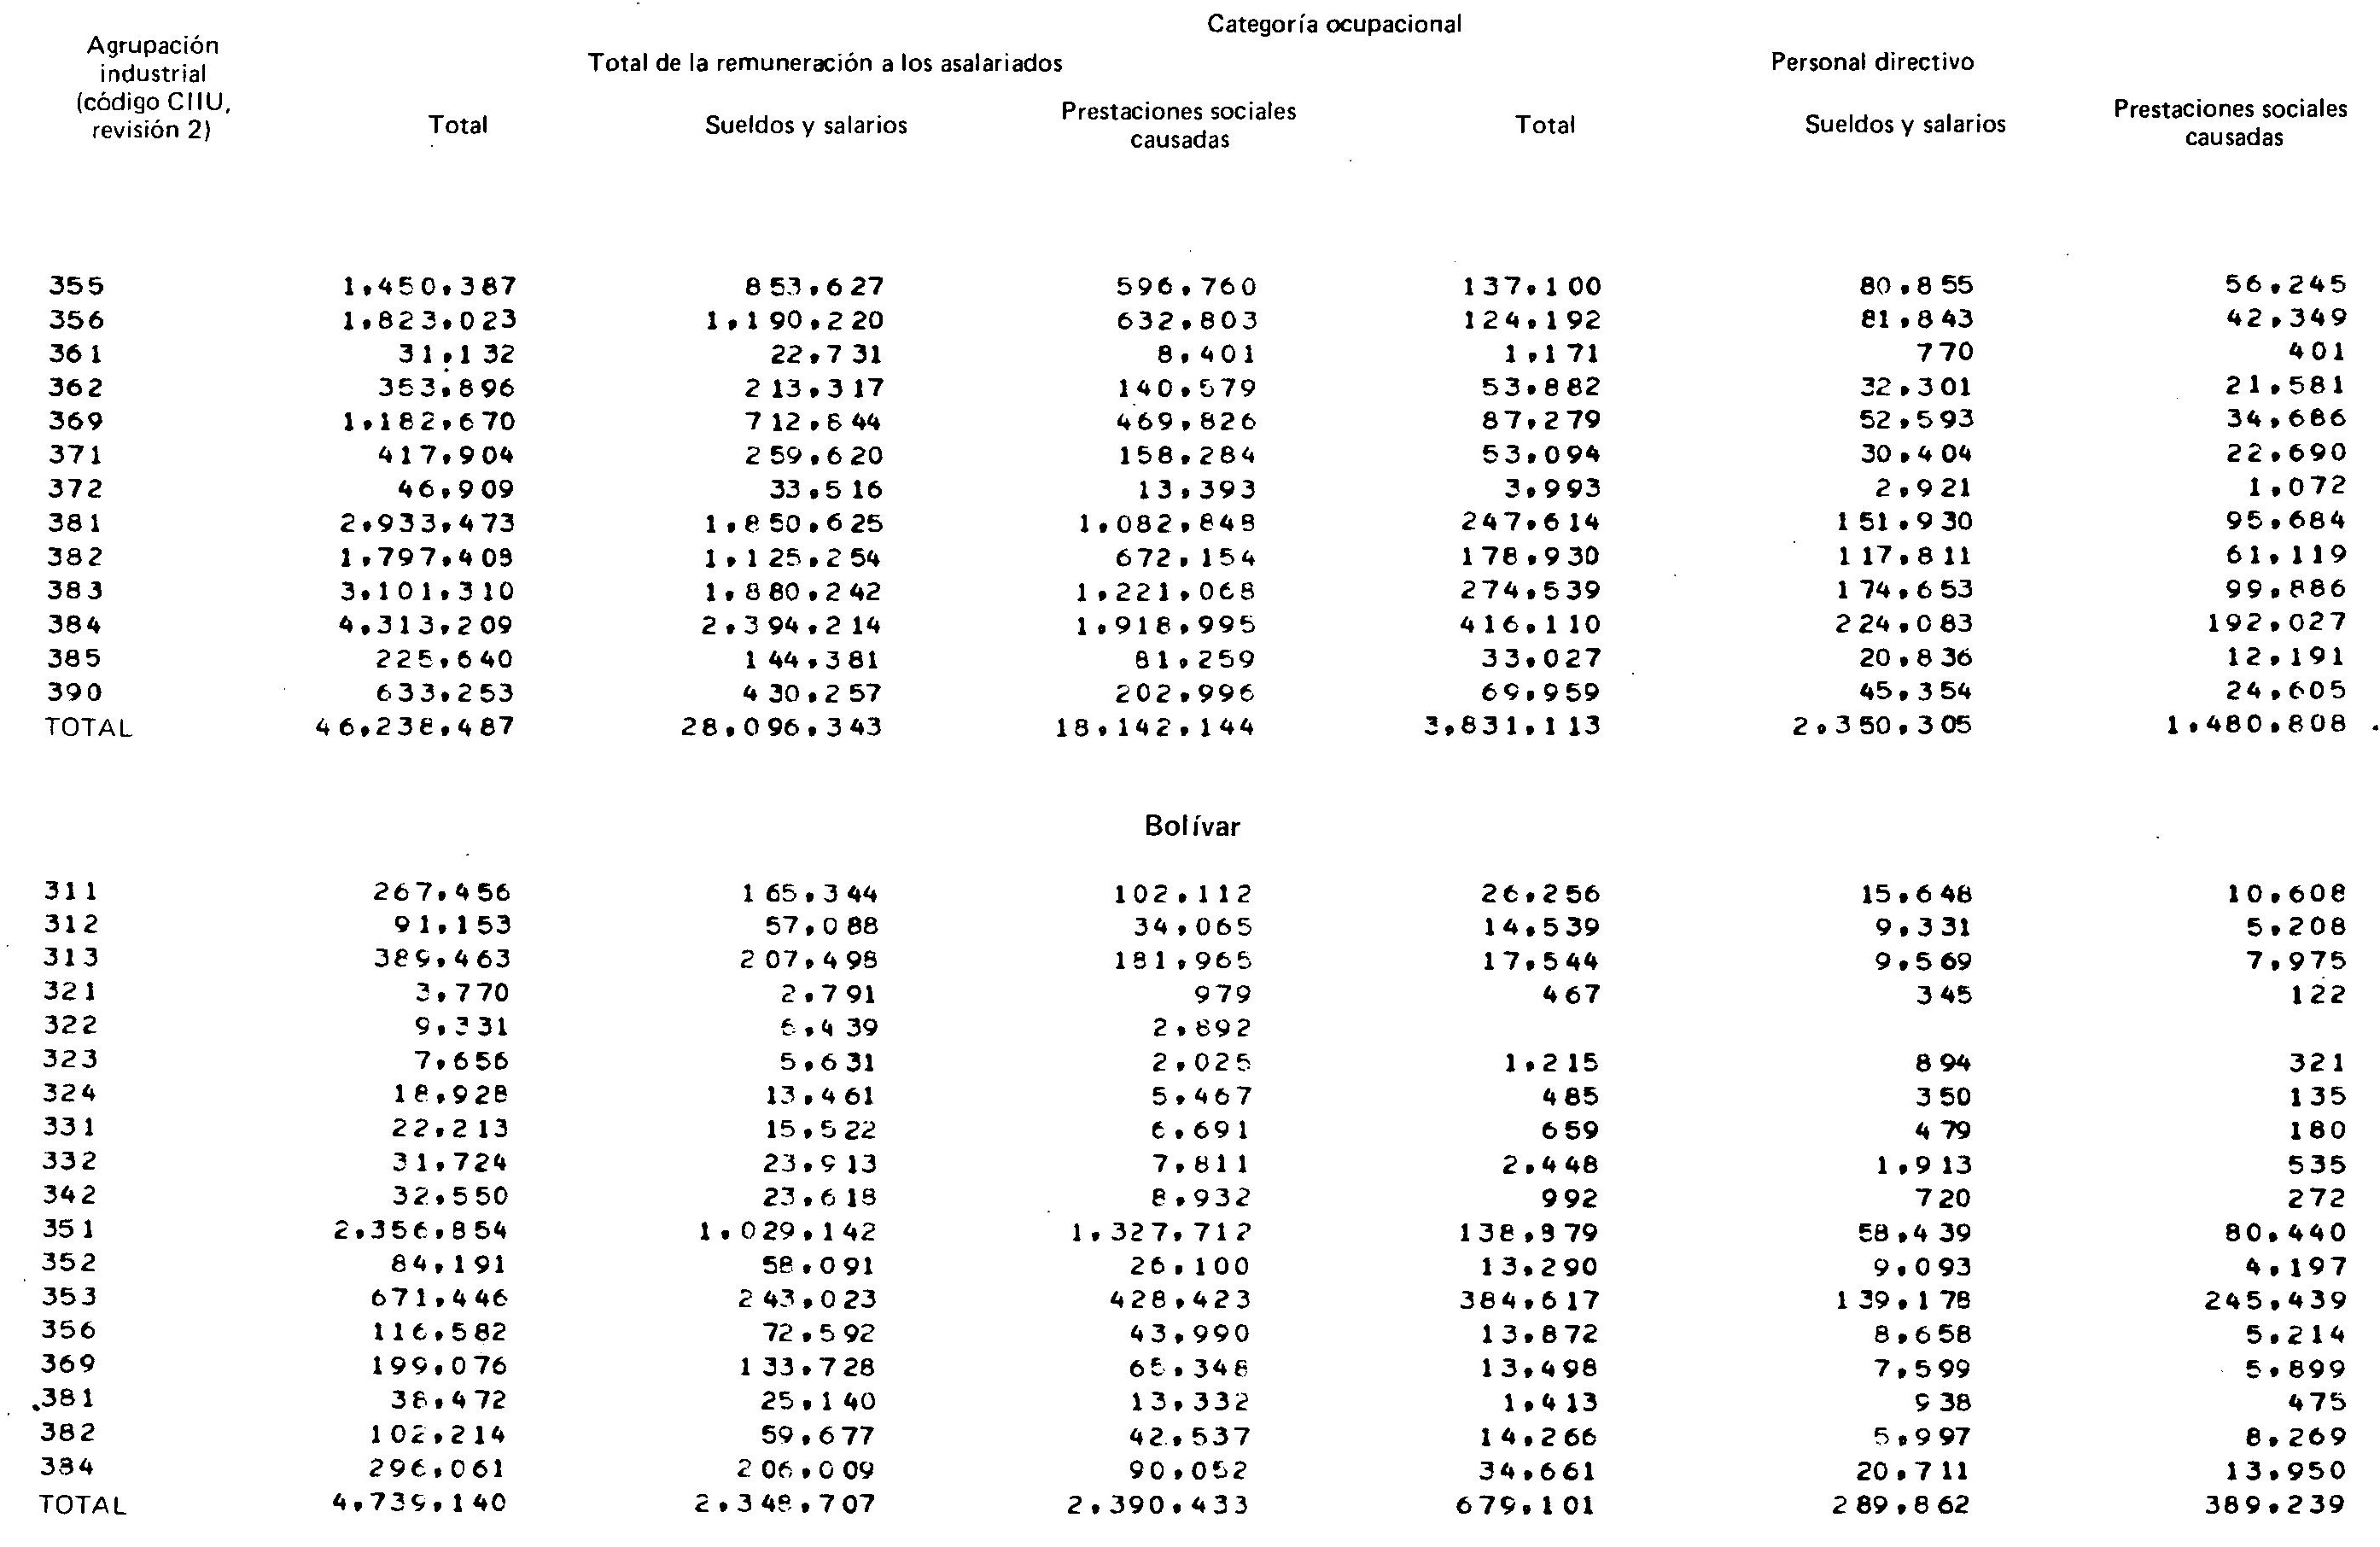 Categoría ocupacional
Agrupación industrial (código CIIU, revisión 2) Total de la remuneración a los asalariados Personal directivo
Total Sueldos y salarios Prestaciones sociales causadas Total Sueldos y salarios Prestaciones sociales causadas
355 1,450,387 853,627 596,760 137,100 80,855 56,245
356 1,823,023 1,190,220 632,803 124,192 81,843 42,349
361 31,132 22,731 8,401 1,171 770 401
362 353,896 213,317 140,579 53,882 32,301 21,581
369 1,182,670 712,844 469,826 87,279 52,593 34,686
371 417,904 259,620 158,284 53,094 30,404 22,690
372 46,909 33,516 13,393 3,993 2,921 1,072
381 2,933,473 1,850,625 1,082,848 247,614 151,930 95,684
382 1,797,408 1,125,254 672,154 178,930 117,811 61,119
383 3,101,310 1,880,242 1,221,068 274,539 174,653 99,886
384 4,313,209 2,394,214 1,918,995 416,110 224,083 192,027
385 225,640 144,381 81,259 33,027 20,836 12,191
390 633,253 430,257 202,996 69,959 45,354 24,605
TOTAL 46,238,487 28,096,343 18,142,144 3,831,113 2,350,305 1,480,808
Bolívar
311 267,456 165,344 102,112 26,256 15,648 10,608
312 91,153 57,088 34,065 14,539 9,331 5,208
313 389,463 207,498 181,965 17,544 9,569 7,975
321 3,770 2,791 979 467 345 122
322 9,331 6,439 2,892
323 7,656 5,631 2,025 1,215 894 321
324 18,928 13,461 5,467 485 350 135
331 22,213 15,522 6,691 659 479 180
332 31,724 23,913 7,811 2,448 1,913 535
342 32,550 23,618 8,932 992 720 272
351 2,356,854 1,029,142 1,327,712 138,879 58,439 80,440
352 84,191 58,091 26,100 13,290 9,093 4,197
353 671,446 243,023 428,423 384,617 139,178 245,439
356 116,582 72,592 43,990 13,872 8,658 5,214
369 199,076 133,728 65,348 13,498 7,599 5,899
381 38,472 25,140 13,332 1,413 938 475
382 102,214 59,677 42,537 14,266 5,997 8,269
384 296,061 206,009 90,052 34,661 20,711 13,950
TOTAL 4,739,140 2,348,707 2,390,433 679,101 289,862 389,239